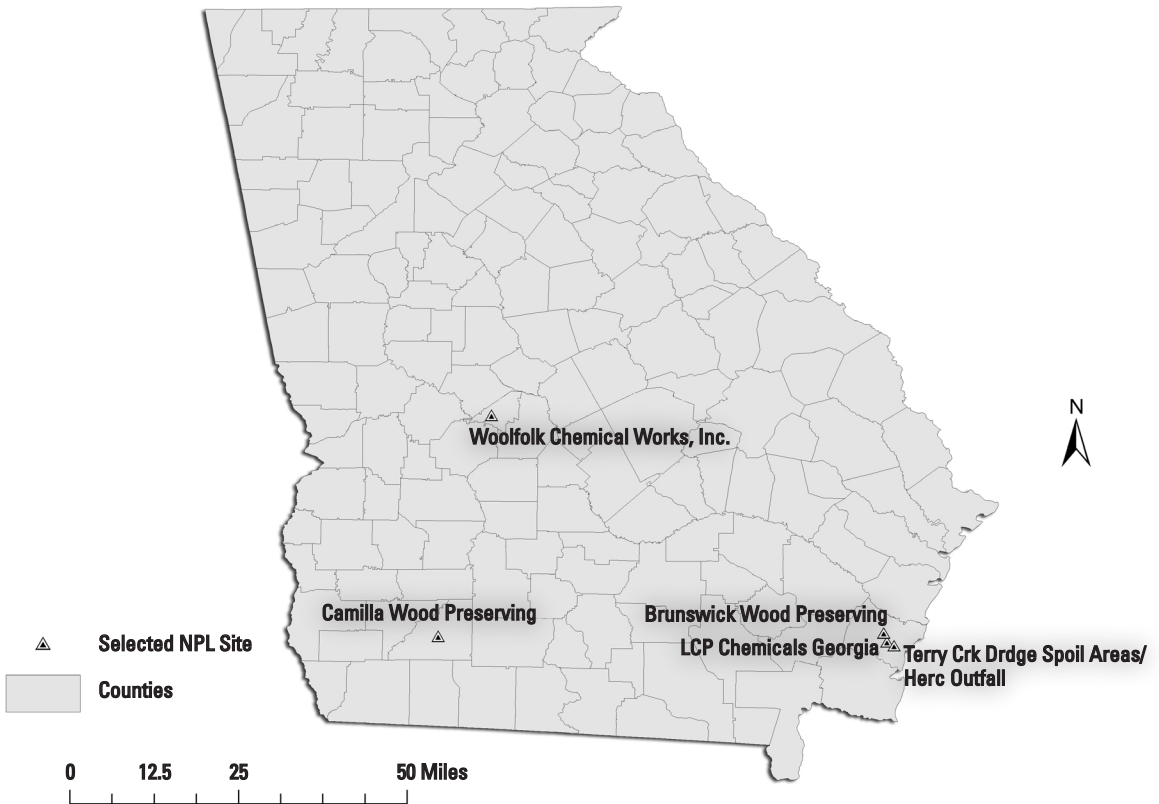 N
Woolfolk Chemical Works, Inc.
Camilla Wood Preserving
Brunswick Wood Preserving
LCP Chemicals Georgia
Terry Crk Drdge Spoil Areas/
Herc Outfall
Selected NPL Site
Counties
0 12.5 25 50 Miles